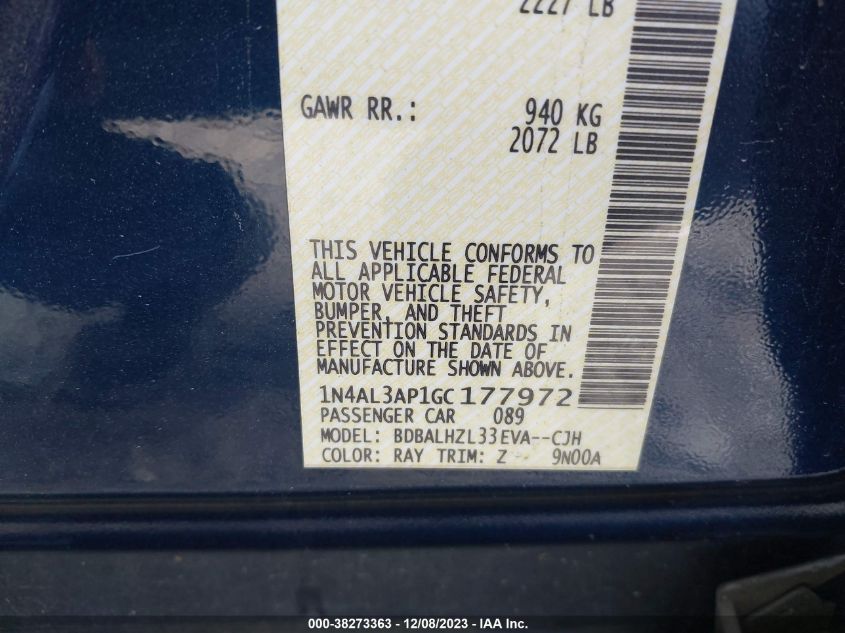 2227 LB
GAWR RR.: 940 KG
2072 LB
THIS VEHICLE CONFORMS TO
ALL APPLICABLE FEDERAL
MOTOR VEHICLE SAFETY,
BUMPER, AND THEFT
PREVENTION STANDARDS IN
EFFECT ON THE DATE OF
MANUFACTURE SHOWN ABOVE.
1N4AL3AP1GC177972
PASSENGER CAR 089
MODEL: BDBALHZL33EVA--CJH
COLOR: RAY TRIM: Z -- 9N00A
000-38273363 - 12/08/2023 - IAA Inc.